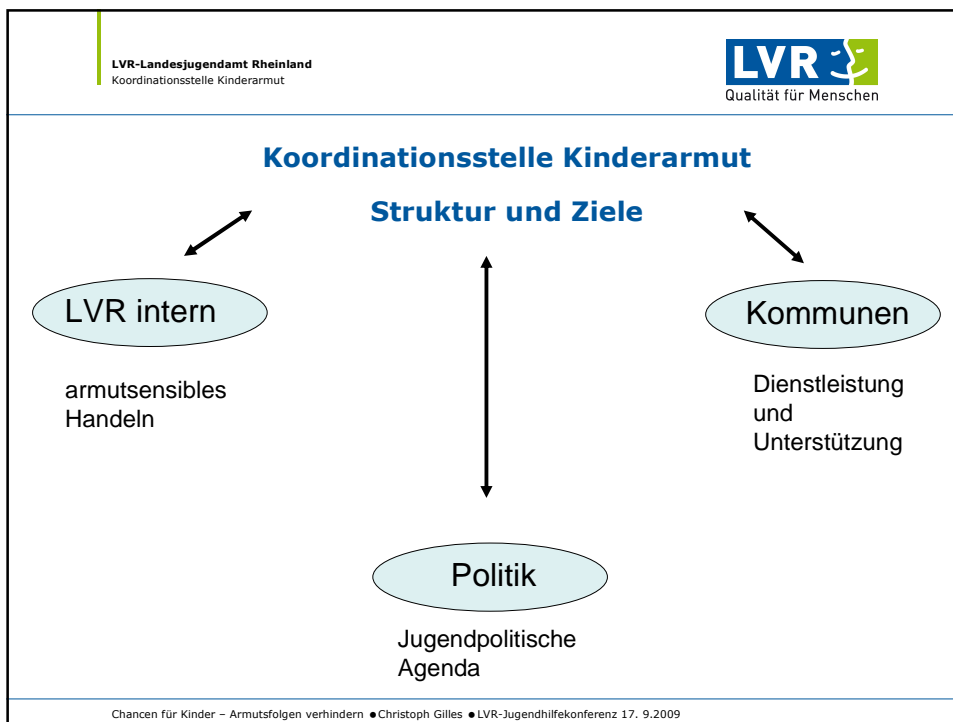 LVR-Landesjugendamt Rheinland
Koordinationsstelle Kinderarmut
LVR
Qualität für Menschen
Koordinationsstelle Kinderarmut
Struktur und Ziele
LVR intern
Kommunen
armutsensibles
Handeln
Dienstleistung
und
Unterstützung
Politik
Jugendpolitische
Agenda
Chancen für Kinder – Armutsfolgen verhindern ●Christoph Gilles ●LVR-Jugendhilfekonferenz 17. 9.2009